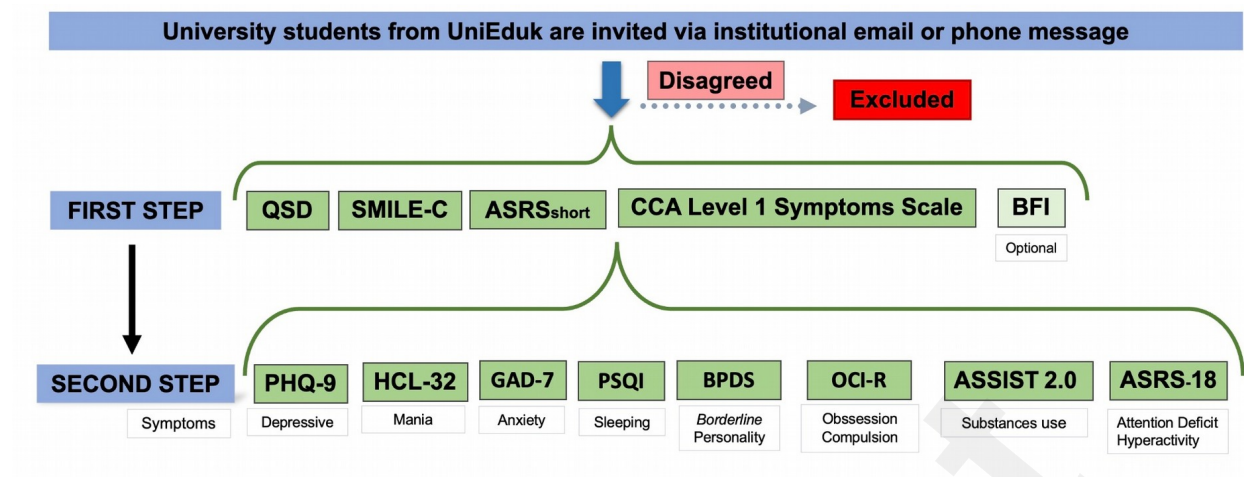 University students from UniEduk are invited via institutional email or phone message
Disagreed
Excluded
FIRST STEP
QSD
SMILE-C
ASRSshort
CCA Level 1 Symptoms Scale
BFI
Optional
SECOND STEP
PHQ-9
HCL-32
GAD-7
PSQI
BPDS
OCI-R
ASSIST 2.0
ASRS-18
Symptoms
Depressive
Mania
Anxiety
Sleeping
Borderline
Personality
Obssession
Compulsion
Substances use
Attention Deficit
Hyperactivity